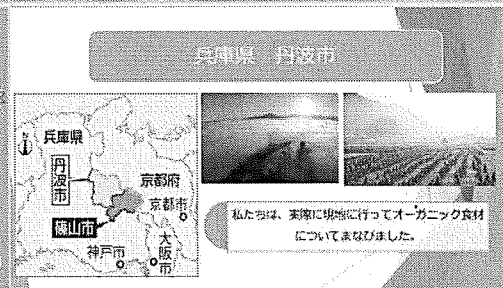 兵庫県 丹波市
兵庫県
丹波市
京都府
京都市
篠山市
神戸市
大阪市
私たちは、実際に現地に行ってオーガニック食材
についてまなびました。